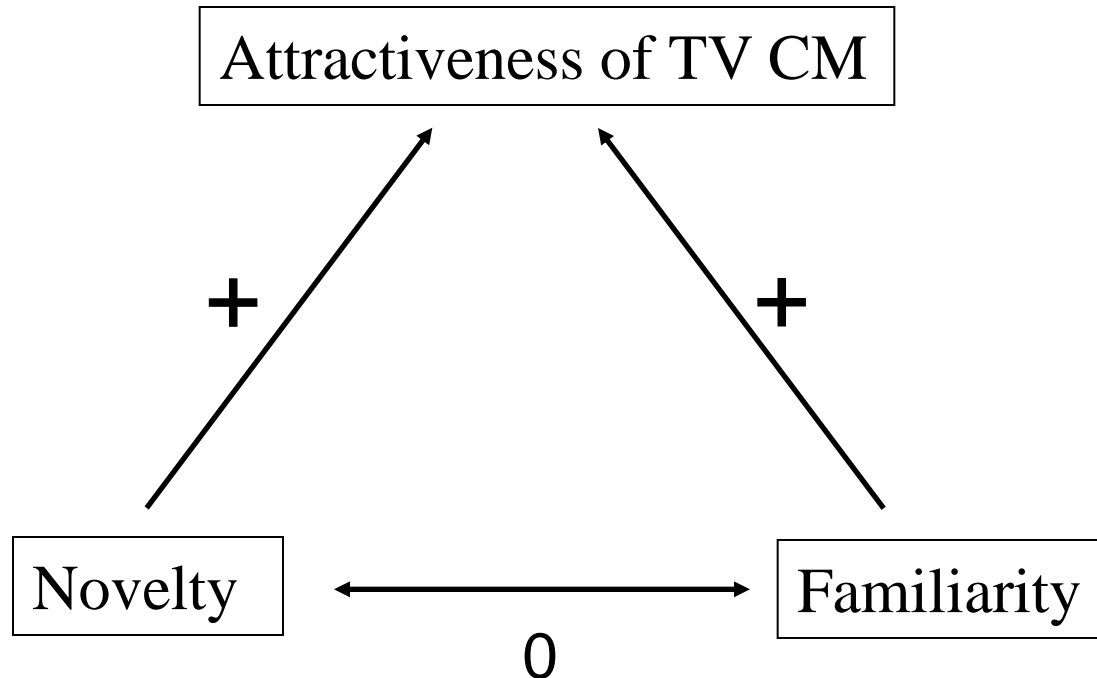 Attractiveness of TV CM
+
+
Novelty
Familiarity
0